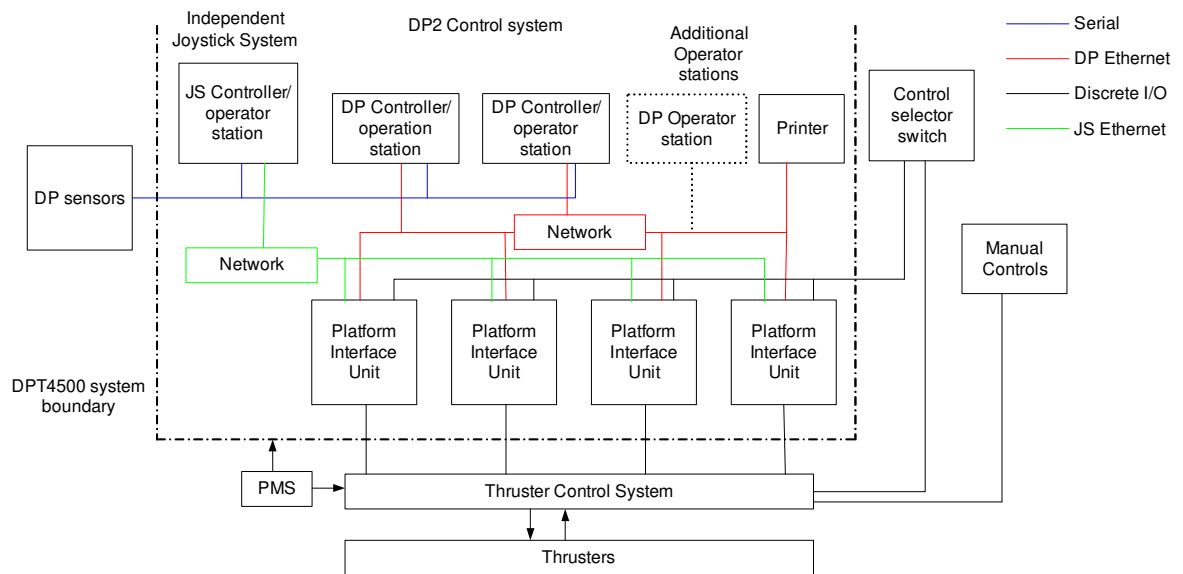 Independent
Joystick System
DP2 Control system
Additional
Operator
stations
Serial
DP Ethernet
Discrete I/O
JS Ethernet
JS Controller/
operator
station
DP Controller/
operation
station
DP Controller/
operator
station
DP Operator
station
Printer
Control
selector
switch
DP sensors
Network
Network
Manual
Controls
Platform
Interface
Unit
Platform
Interface
Unit
Platform
Interface
Unit
Platform
Interface
Unit
DPT4500 system
boundary
PMS
Thruster Control System
Thrusters